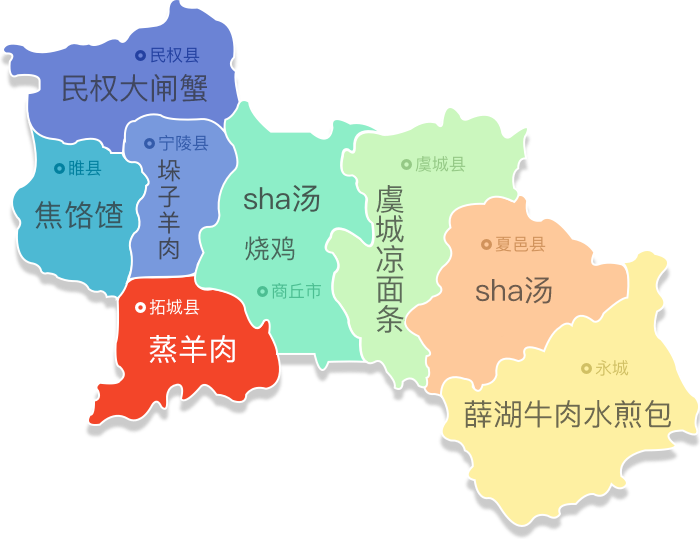 民权县
民权大闸蟹
宁陵县
垛子羊肉
睢县
焦饹馇
sha汤
烧鸡
商丘市
虞城县
虞城凉面条
夏邑县
sha汤
柘城县
蒸羊肉
永城
薛湖牛肉水煎包